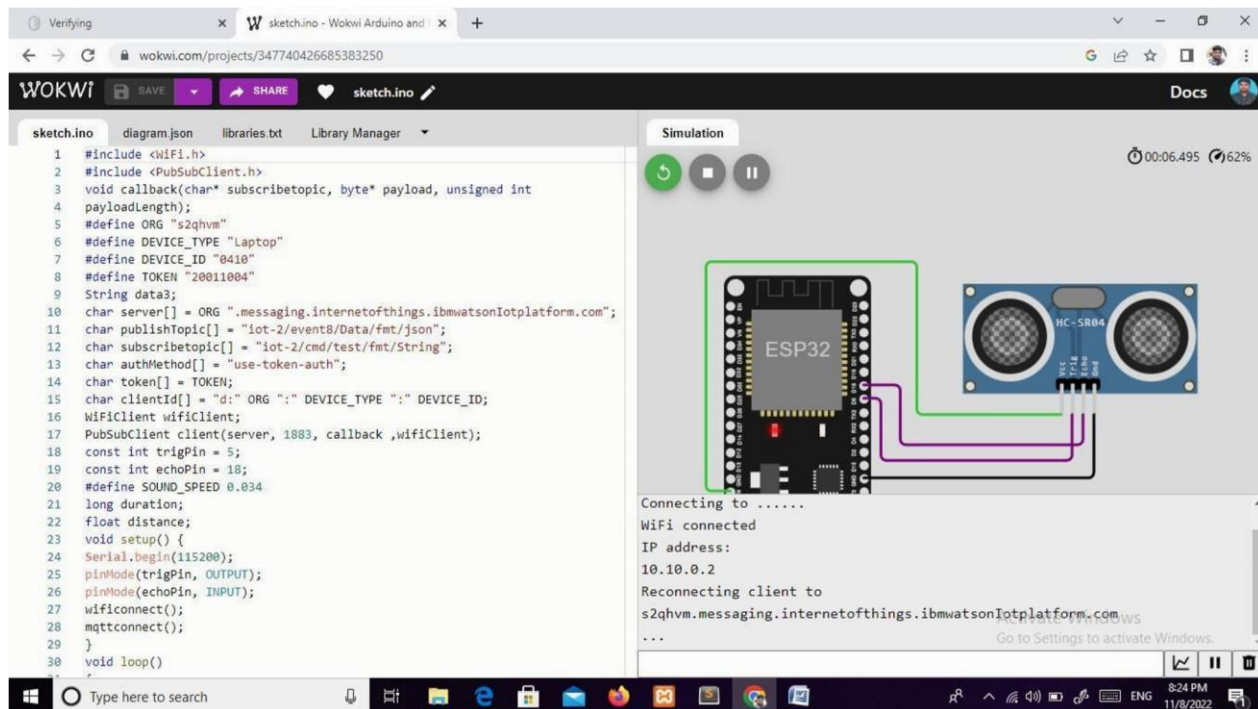 Verifying
sketch.ino - Wokwi Arduino and
wokwi.com/projects/347740426685383250
WOKWi SAVE SHARE sketch.ino Docs
sketch.ino diagram.json libraries.txt Library Manager
1 #include <WiFi.h>
2 #include <PubSubClient.h>
3 void callback(char* subscribetopic, byte* payload, unsigned int
4 payloadLength);
5 #define ORG "s2qhvm"
6 #define DEVICE_TYPE "Laptop"
7 #define DEVICE_ID "0410"
8 #define TOKEN "20011004"
9 String data3;
10 char server[] = ORG ".messaging.internetofthings.ibmwatsonIotplatform.com";
11 char publishTopic[] = "iot-2/event8/Data/fmt/json";
12 char subscribetopic[] = "iot-2/cmd/test/fmt/String";
13 char authMethod[] = "use-token-auth";
14 char token[] = TOKEN;
15 char clientId[] = "d:" ORG ":" DEVICE_TYPE ":" DEVICE_ID;
16 WiFiClient wifiClient;
17 PubSubClient client(server, 1883, callback ,wifiClient);
18 const int trigPin = 5;
19 const int echoPin = 18;
20 #define SOUND_SPEED 0.034
21 long duration;
22 float distance;
23 void setup() {
24 Serial.begin(115200);
25 pinMode(trigPin, OUTPUT);
26 pinMode(echoPin, INPUT);
27 wificonnect();
28 mqttconnect();
29 }
30 void loop()
Simulation
00:06.495 62%
ESP32
HC-SR04
Vcc
Trig
Echo
Gnd
Connecting to ......
WiFi connected
IP address:
10.10.0.2
Reconnecting client to
s2qhvm.messaging.internetofthings.ibmwatsonIotplatform.com
...
Activate Windows
Go to Settings to activate Windows.
Type here to search
ENG
8:24 PM
11/8/2022